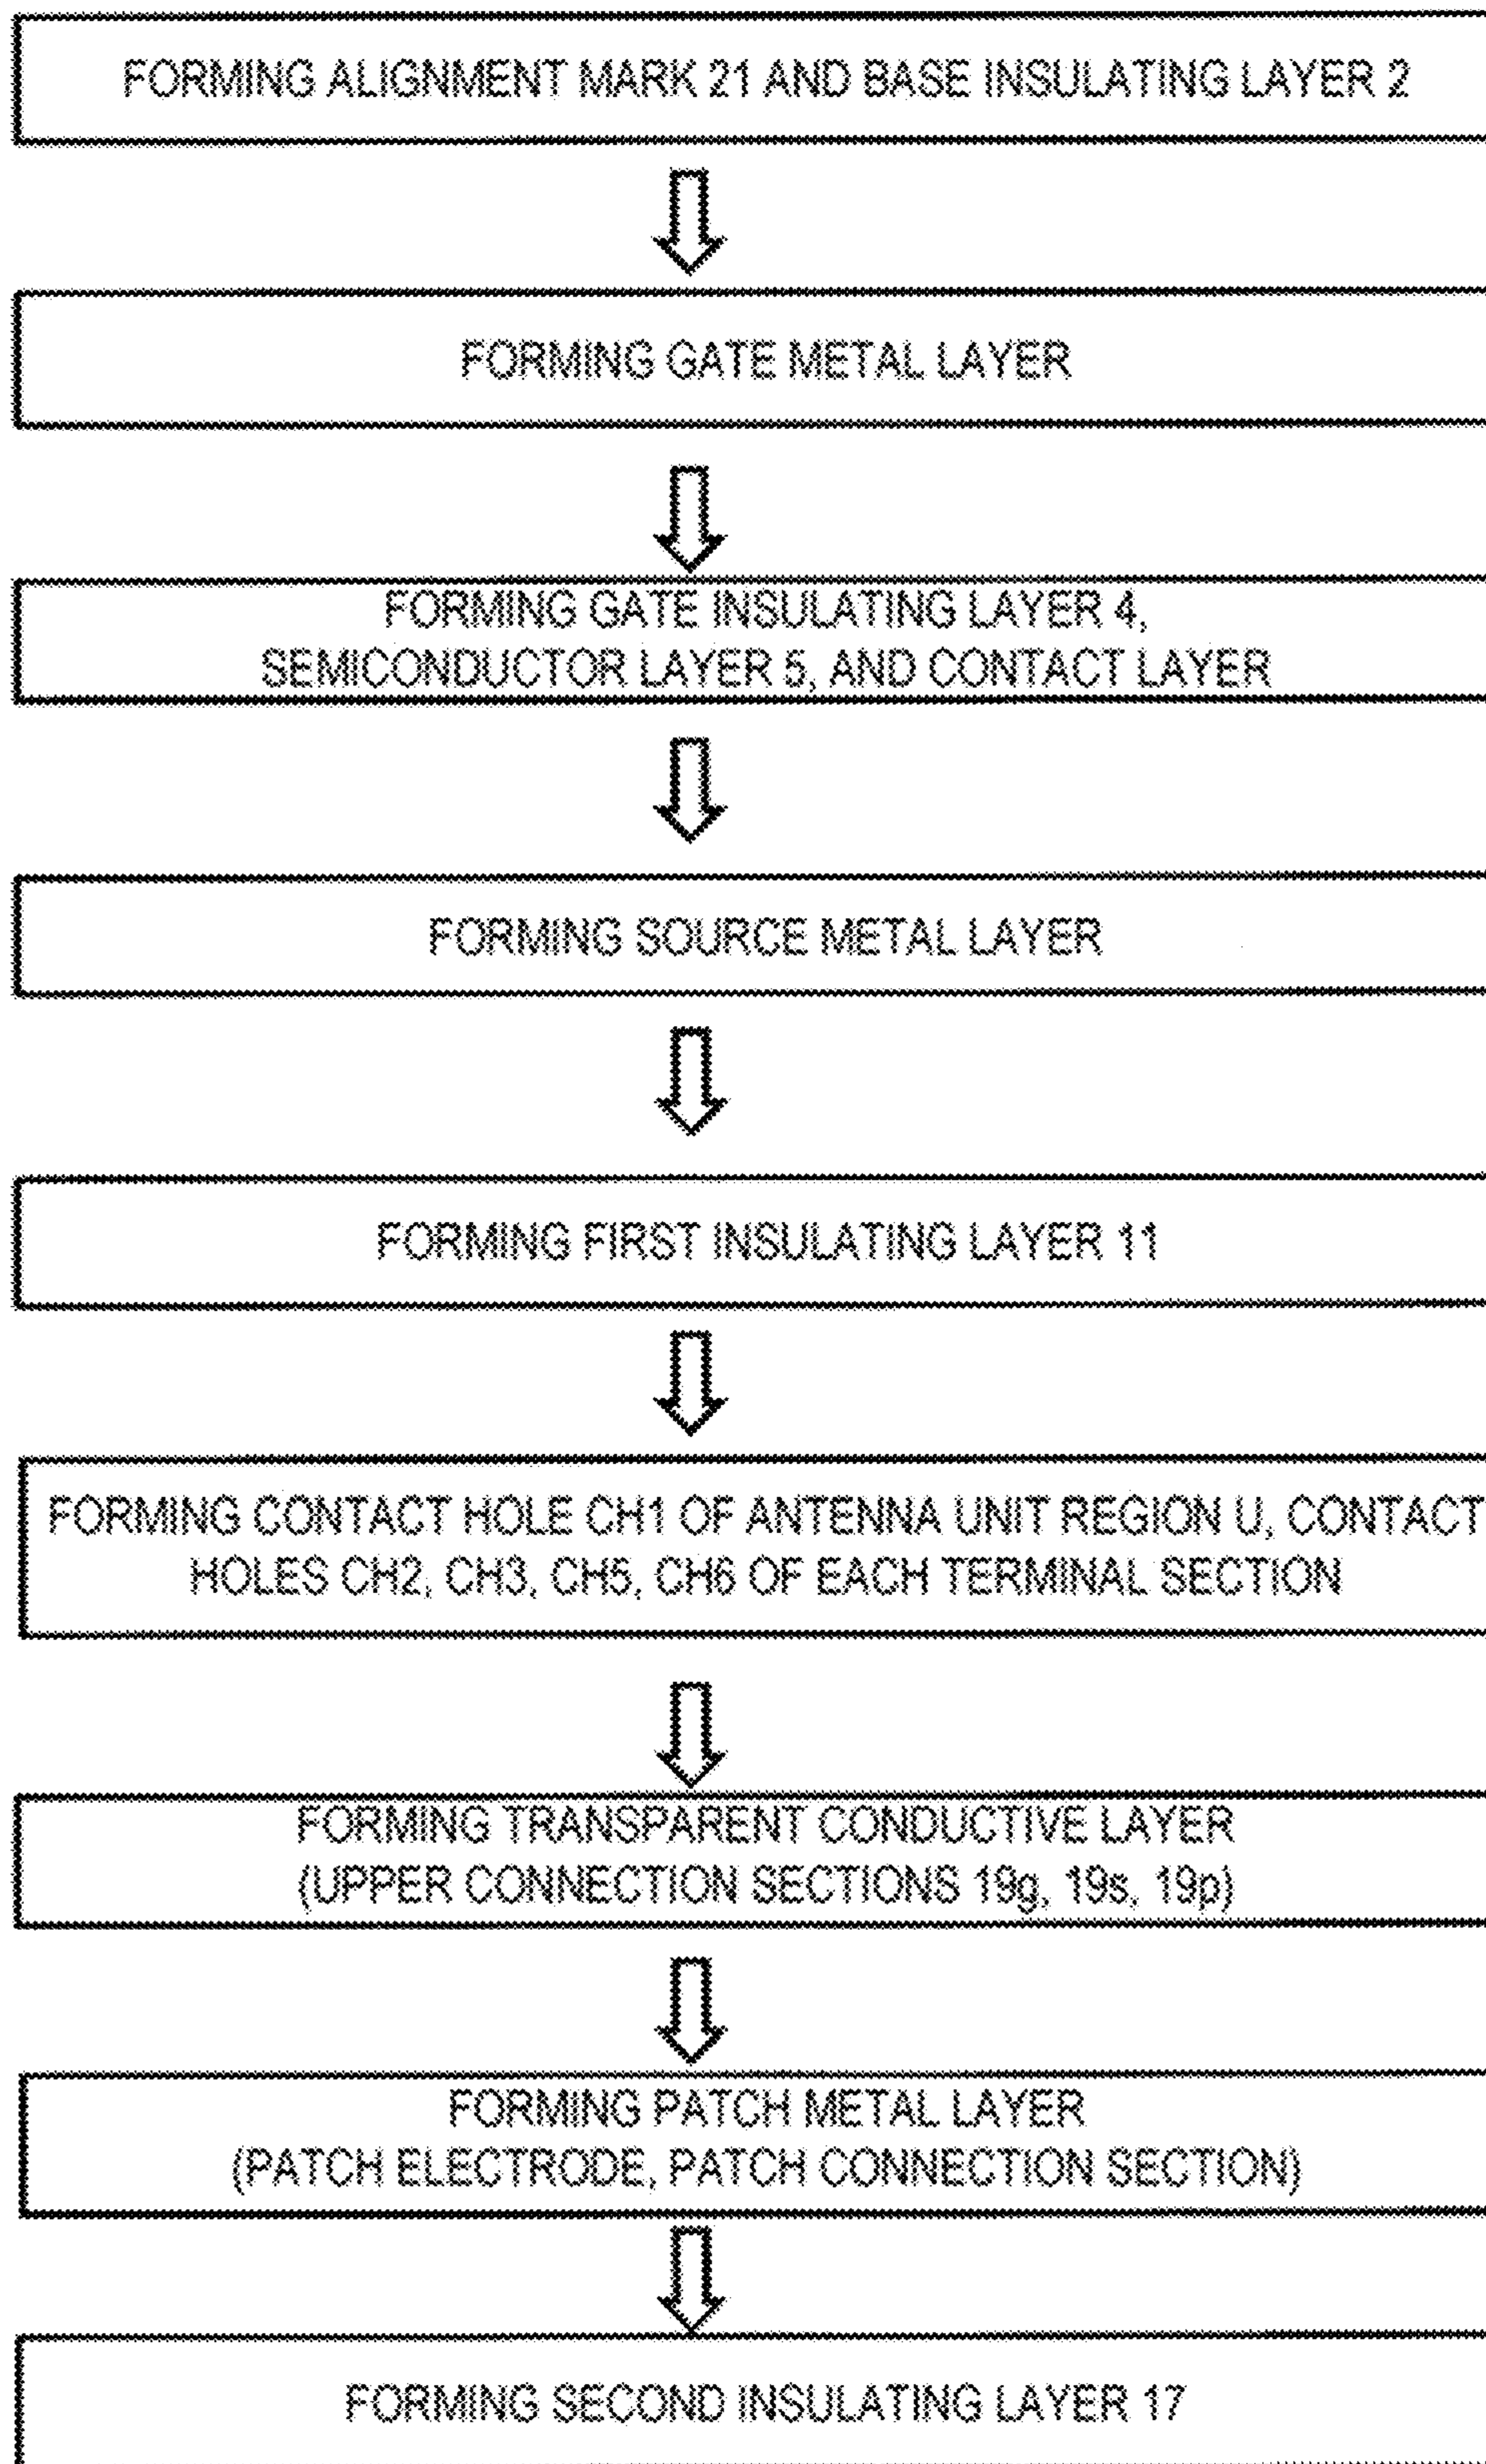 FORMING ALIGNMENT MARK 21 AND BASE INSULATING LAYER 2
FORMING GATE METAL LAYER
FORMING GATE INSULATING LAYER 4,
SEMICONDUCTOR LAYER 5, AND CONTACT LAYER
FORMING SOURCE METAL LAYER
FORMING FIRST INSULATING LAYER 11
FORMING CONTACT HOLE CH1 OF ANTENNA UNIT REGION U, CONTACT
HOLES CH2, CH3, CH5, CH6 OF EACH TERMINAL SECTION
FORMING TRANSPARENT CONDUCTIVE LAYER
(UPPER CONNECTION SECTIONS 19g, 19s, 19p)
FORMING PATCH METAL LAYER
(PATCH ELECTRODE, PATCH CONNECTION SECTION)
FORMING SECOND INSULATING LAYER 17